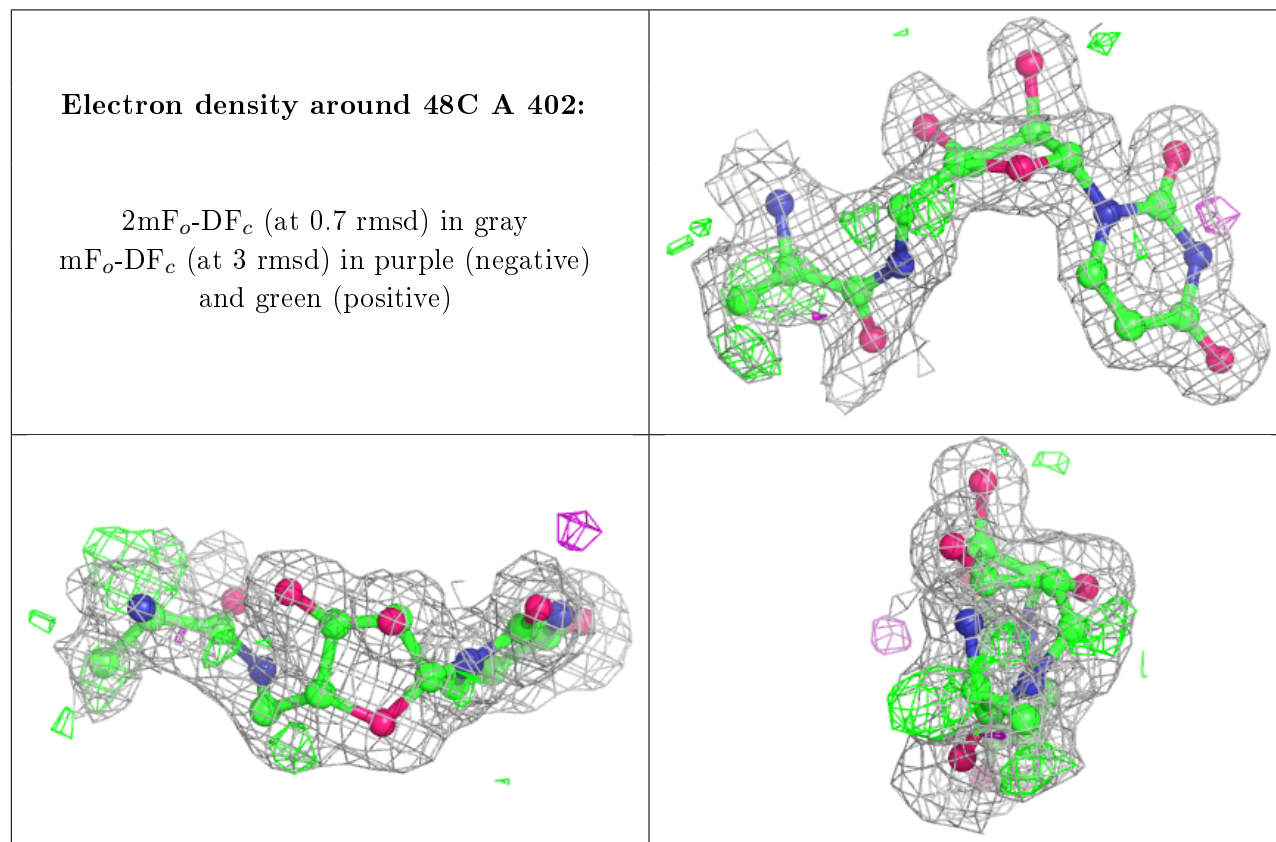 Electron density around 48C A 402:
2mFo-DFc (at 0.7 rmsd) in gray
mFo-DFc (at 3 rmsd) in purple (negative)
and green (positive)